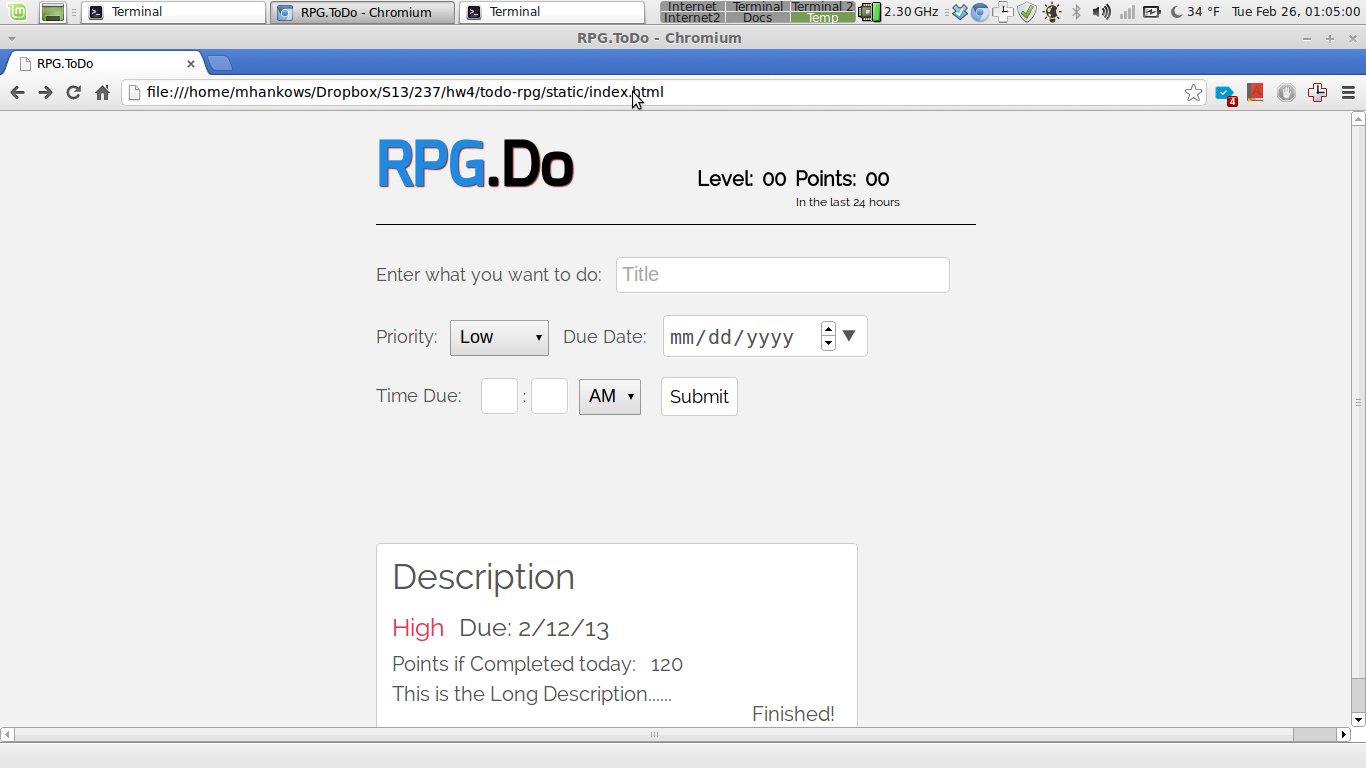 Terminal RPG.ToDo - Chromium Terminal Internet Terminal Terminal 2 2.30 GHz 34 °F Tue Feb 26, 01:05:00
Internet2 Docs Temp
RPG.ToDo - Chromium
RPG.ToDo
file:///home/mhankows/Dropbox/S13/237/hw4/todo-rpg/static/index.html 4
RPG.Do
Level: 00 Points: 00
In the last 24 hours
Enter what you want to do: Title
Priority: Low Due Date: mm/dd/yyyy
Time Due: : AM Submit
Description
High Due: 2/12/13
Points if Completed today: 120
This is the Long Description......
Finished!